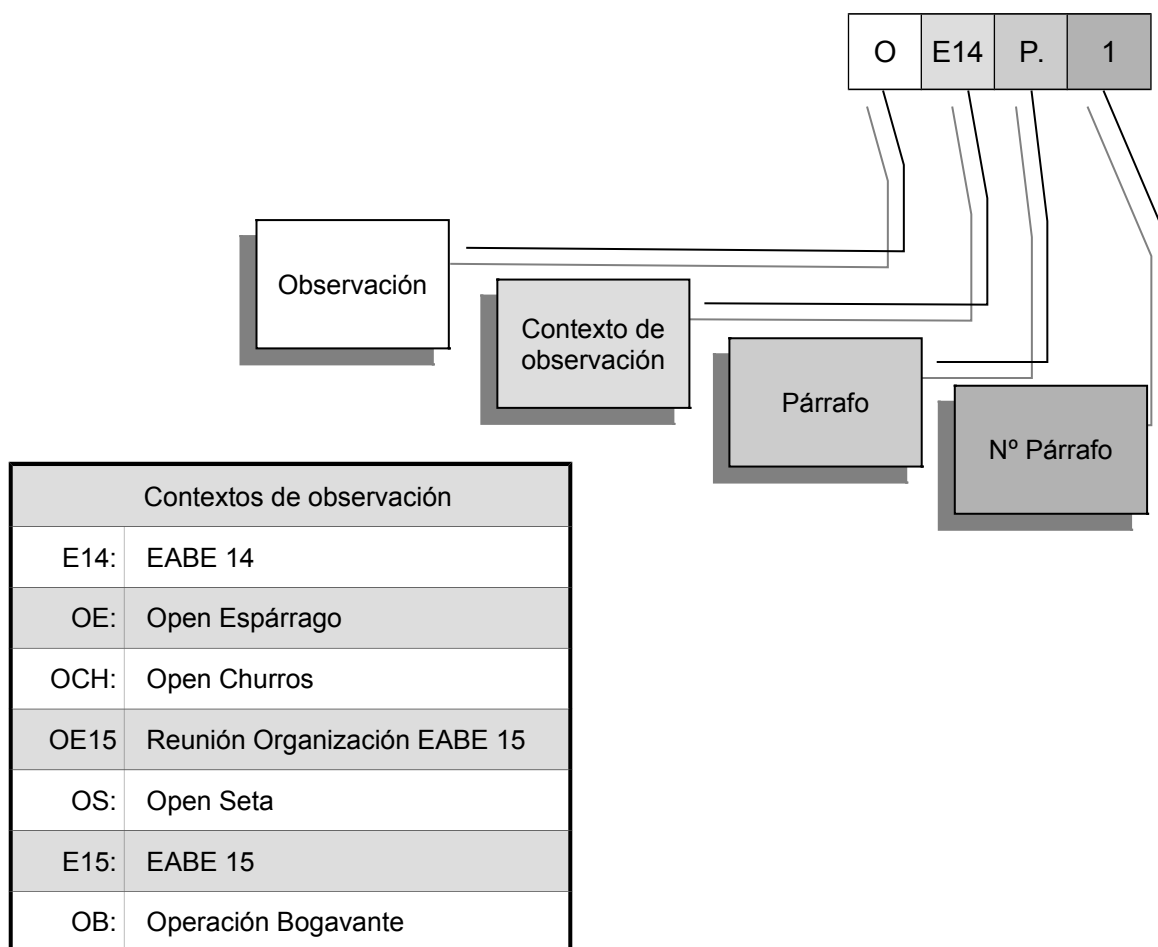 O E14 P. 1
Observación
Contexto de
observación
Párrafo
Nº Párrafo
Contextos de observación
E14: EABE 14
OE: Open Espárrago
OCH: Open Churros
OE15 Reunión Organización EABE 15
OS: Open Seta
E15: EABE 15
OB: Operación Bogavante